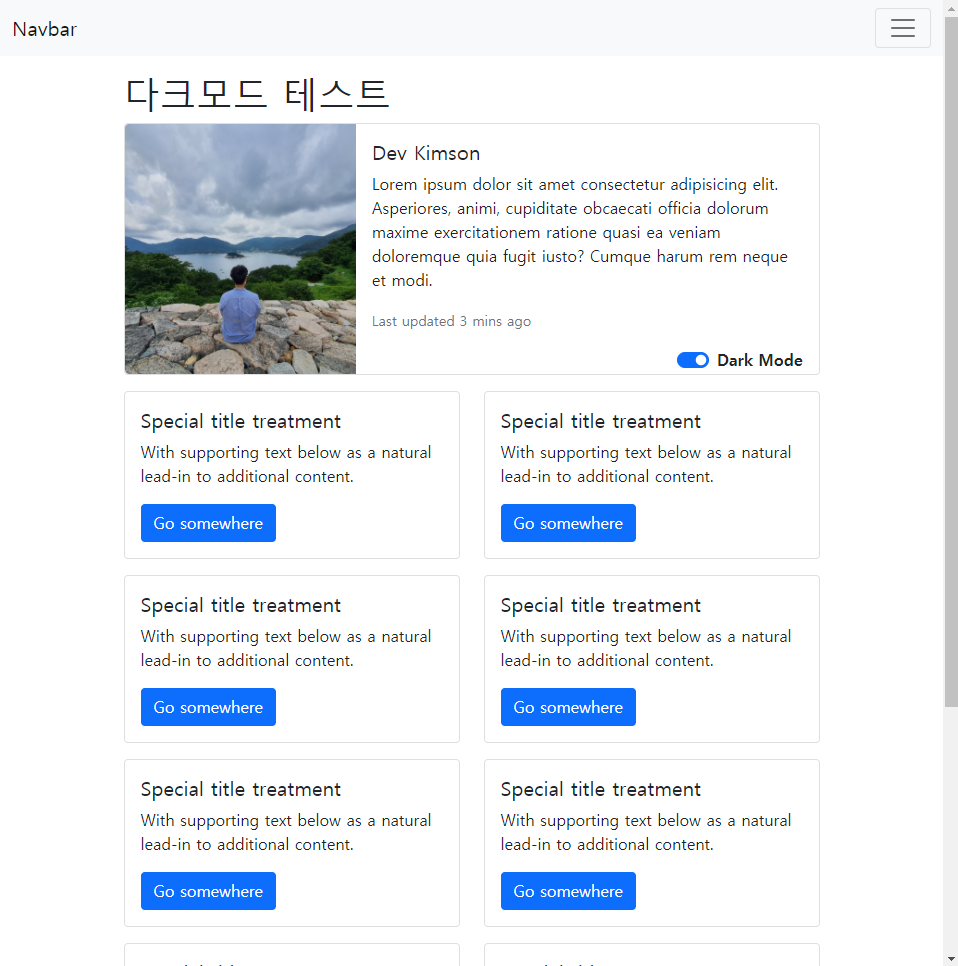 Navbar
다크모드 테스트
Dev Kimson
Lorem ipsum dolor sit amet consectetur adipisicing elit.
Asperiores, animi, cupiditate obcaecati officia dolorum
maxime exercitationem ratione quasi ea veniam
doloremque quia fugit iusto? Cumque harum rem neque
et modi.
Last updated 3 mins ago
Dark Mode
Special title treatment
With supporting text below as a natural
lead-in to additional content.
Go somewhere
Special title treatment
With supporting text below as a natural
lead-in to additional content.
Go somewhere
Special title treatment
With supporting text below as a natural
lead-in to additional content.
Go somewhere
Special title treatment
With supporting text below as a natural
lead-in to additional content.
Go somewhere
Special title treatment
With supporting text below as a natural
lead-in to additional content.
Go somewhere
Special title treatment
With supporting text below as a natural
lead-in to additional content.
Go somewhere